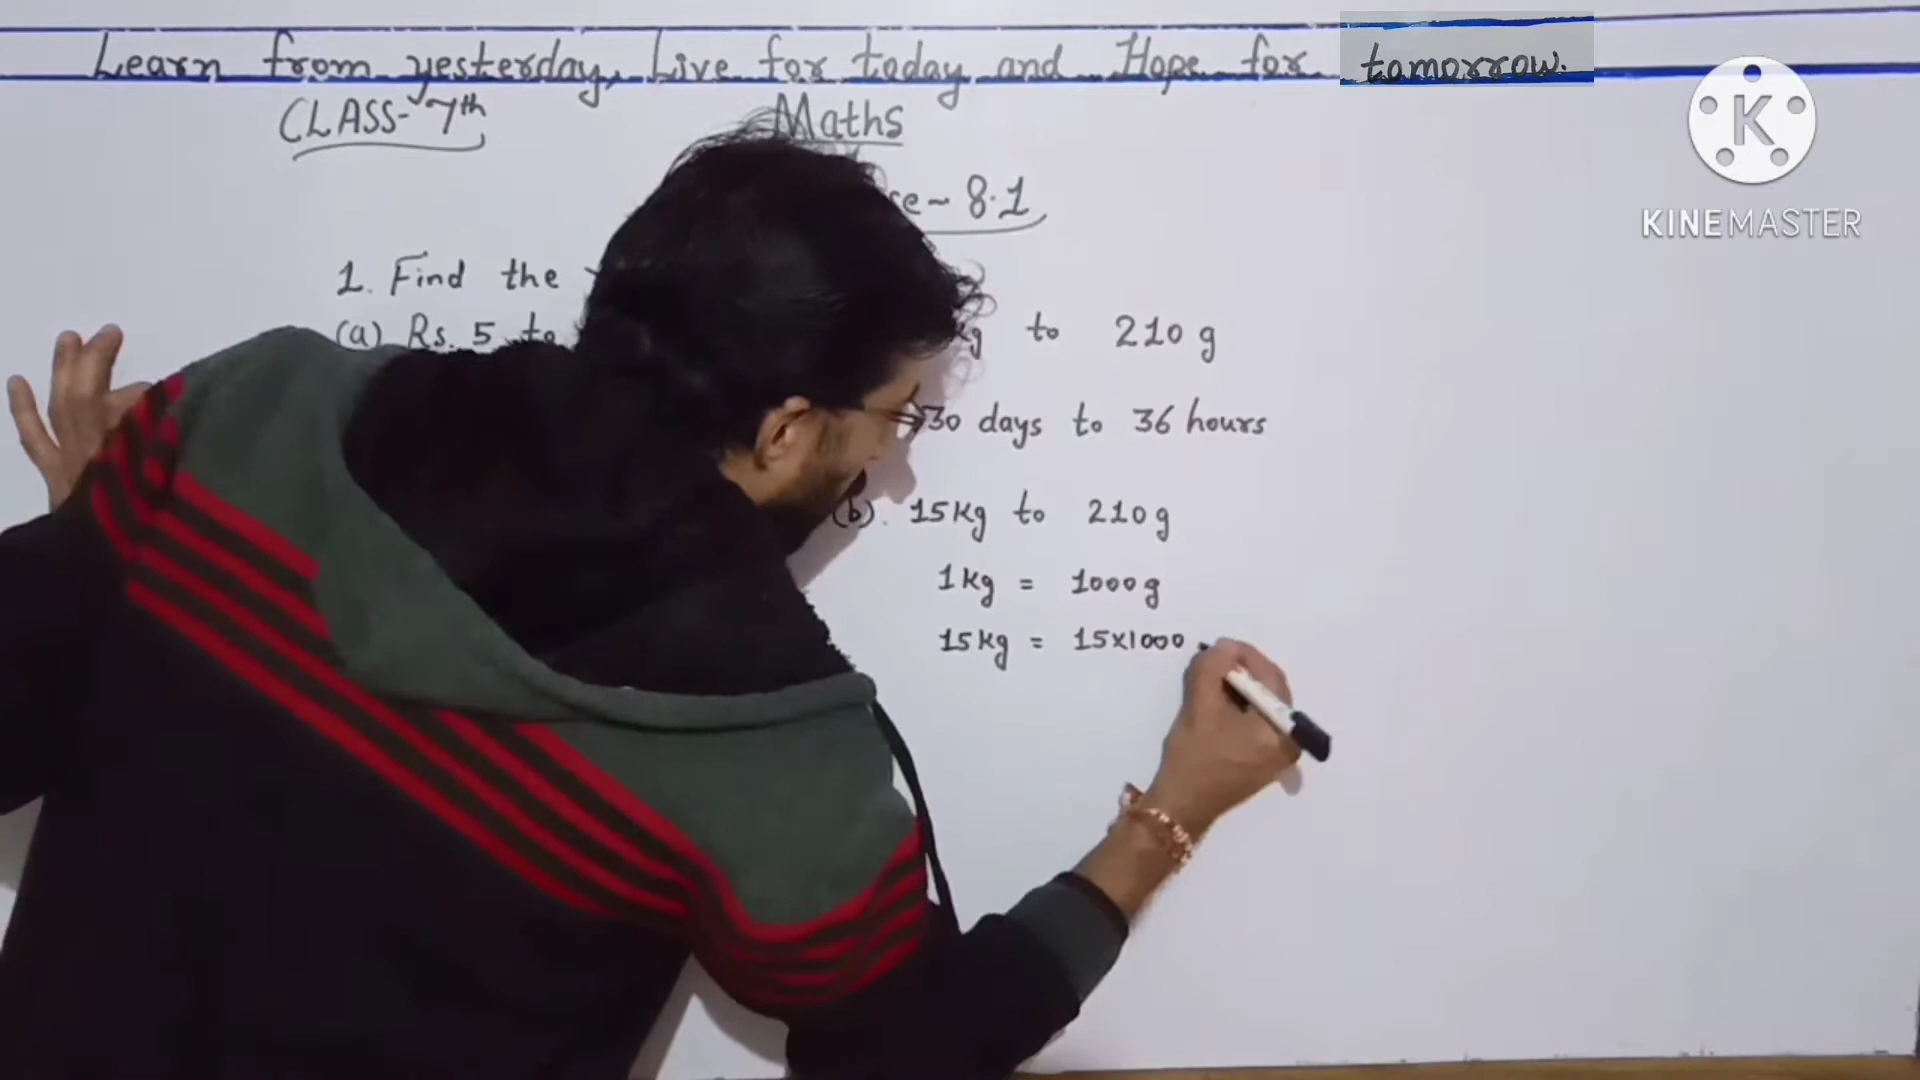 Learn from yesterday, Live for today and Hope for tomorrow.
CLASS-7th Maths
8.1
1. Find the
(a) Rs. 5 to
to 210 g
30 days to 36 hours
(b). 15Kg to 210g
1Kg = 1000g
15Kg = 15x1000
K
KINEMASTER